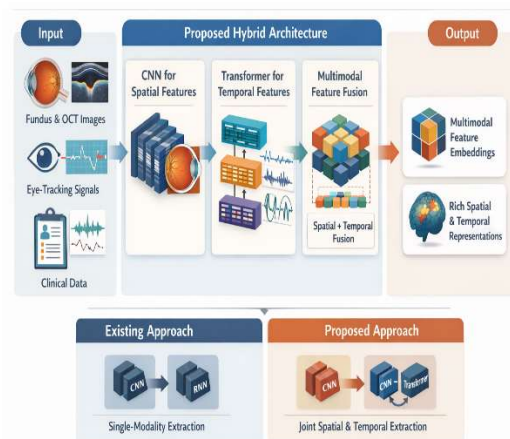 Input
Proposed Hybrid Architecture
Output
Fundus & OCT Images
Eye-Tracking Signals
Clinical Data
CNN for
Spatial Features
Transformer for
Temporal Features
Multimodal
Feature Fusion
Spatial + Temporal
Fusion
Multimodal
Feature
Embeddings
Rich Spatial
& Temporal
Representations
Existing Approach
CNN
RNN
Single-Modality Extraction
Proposed Approach
CNN
CNN
Transformer
Joint Spatial & Temporal Extraction